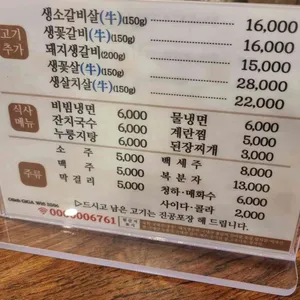 고기
추가
생소갈비살(牛)(150g) 16,000
생꽃갈비(牛)(150g) 16,000
돼지생갈비(200g) 15,000
생꽃살(牛)(150g) 28,000
생살치살(牛)(150g) 22,000
식사
메뉴
비빔냉면 6,000 물냉면 6,000
잔치국수 6,000 계란찜 5,000
누룽지탕 6,000 된장찌개 3,000
주류
소 주 5,000 백세주 8,000
맥 주 5,000 복분자 13,000
막걸리 5,000 청하·매화수 6,000
사이다·콜라 2,000
▷드시고 남은 고기는 진공포장 해 드립니다.